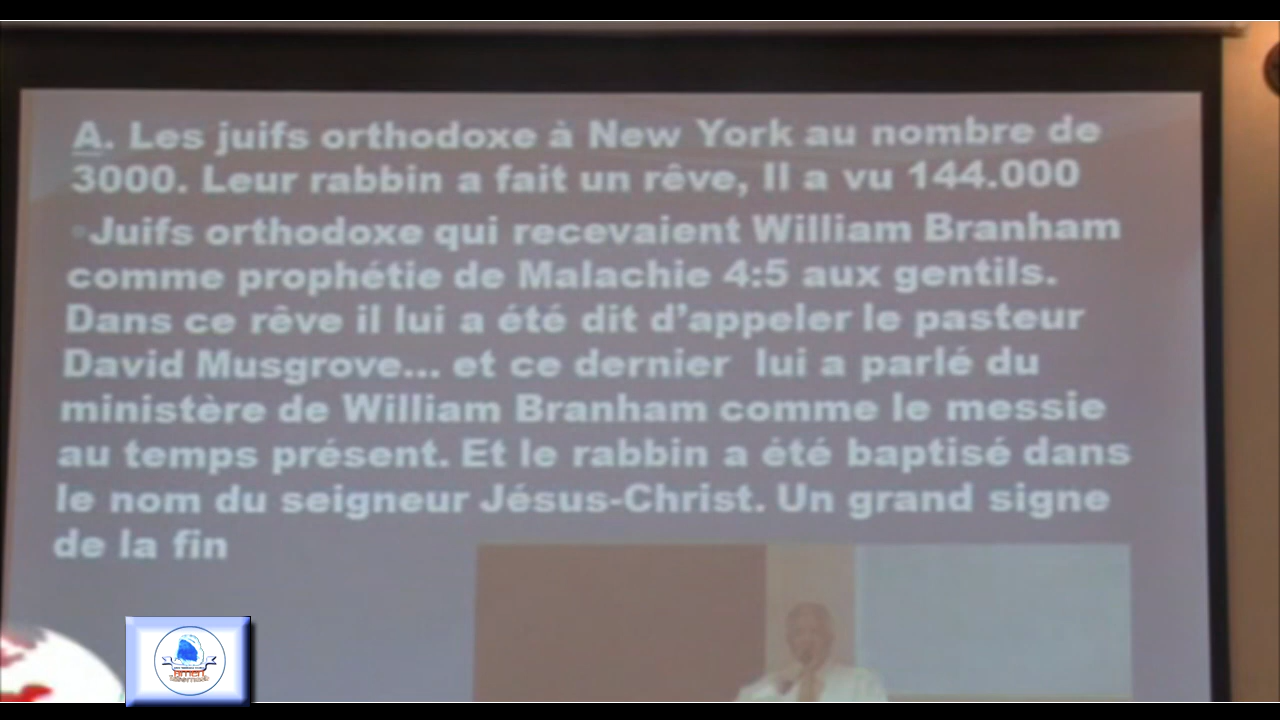 A. Les juifs orthodoxe à New York au nombre de
3000. Leur rabbin a fait un rêve, Il a vu 144.000
•Juifs orthodoxe qui recevaient William Branham
comme prophétie de Malachie 4:5 aux gentils.
Dans ce rêve il lui a été dit d’appeler le pasteur
David Musgrove... et ce dernier lui a parlé du
ministère de William Branham comme le messie
au temps présent. Et le rabbin a été baptisé dans
le nom du seigneur Jésus-Christ. Un grand signe
de la fin